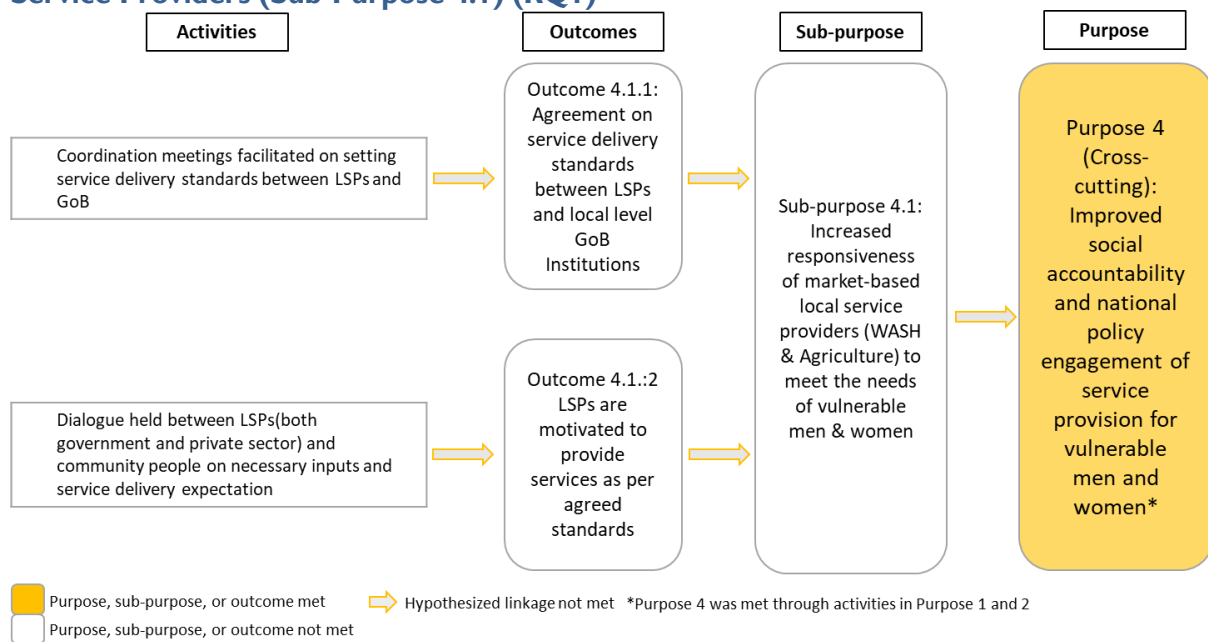 Service Providers (Sub-Purpose 4.1) (RQ1)
Activities
Outcomes
Sub-purpose
Purpose
Coordination meetings facilitated on setting
service delivery standards between LSPs and
GoB
Dialogue held between LSPs(both
government and private sector) and
community people on necessary inputs and
service delivery expectation
Outcome 4.1.1:
Agreement on
service delivery
standards
between LSPs
and local level
GoB
Institutions
Outcome 4.1.:2
LSPs are
motivated to
provide
services as per
agreed
standards
Sub-purpose 4.1:
Increased
responsiveness
of market-based
local service
providers (WASH
& Agriculture) to
meet the needs
of vulnerable
men & women
Purpose 4
(Cross-
cutting):
Improved
social
accountability
and national
policy
engagement of
service
provision for
vulnerable
men and
women*
Purpose, sub-purpose, or outcome met
Hypothesized linkage not met *Purpose 4 was met through activities in Purpose 1 and 2
Purpose, sub-purpose, or outcome not met